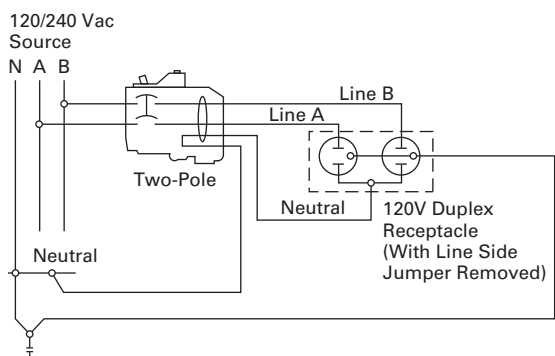 120/240 Vac
Source
N A B
Line B
Line A
Two-Pole
Neutral
120V Duplex
Receptacle
(With Line Side
Jumper Removed)
Neutral